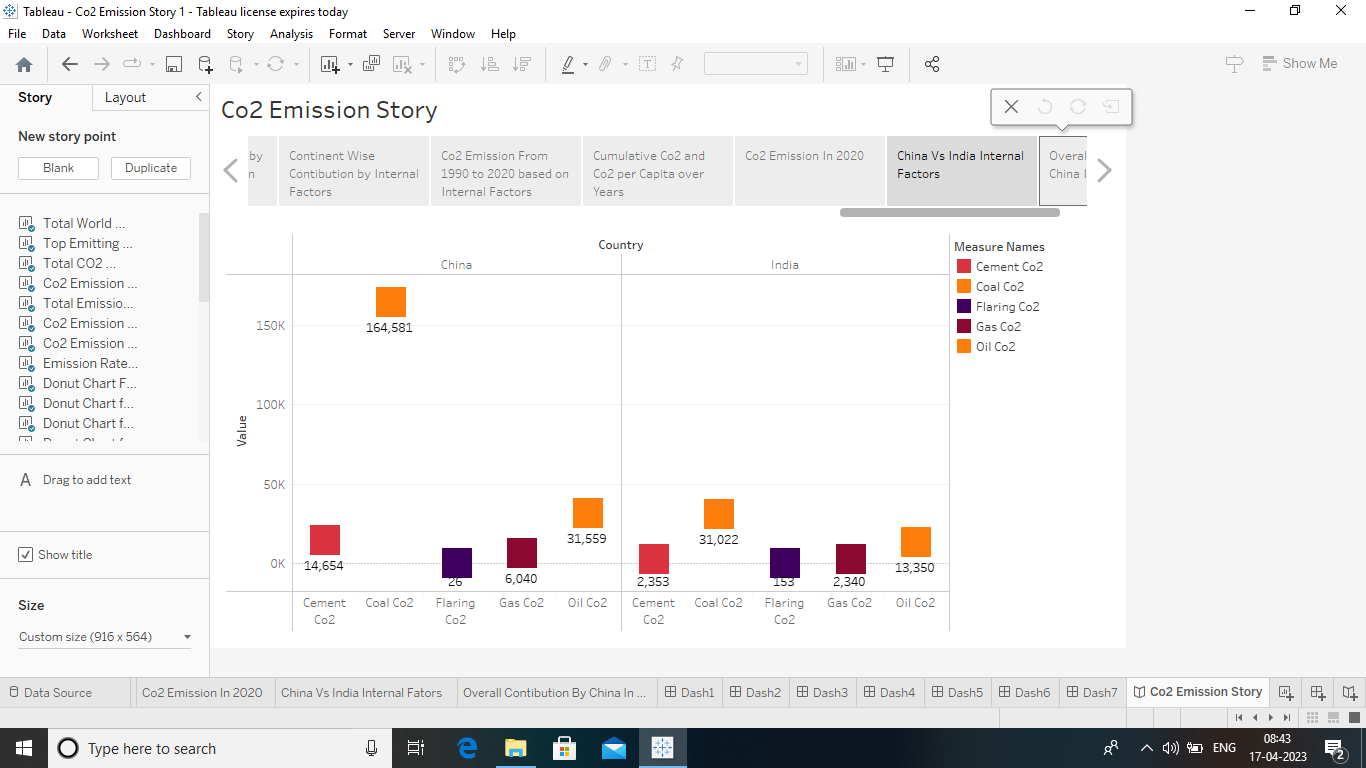 Tableau - Co2 Emission Story 1 - Tableau license expires today
File Data Worksheet Dashboard Story Analysis Format Server Window Help
Show Me
Story Layout
New story point
Blank Duplicate
Total World ...
Top Emitting ...
Total CO2 ...
Co2 Emission ...
Total Emissio...
Co2 Emission ...
Co2 Emission ...
Emission Rate...
Donut Chart F...
Donut Chart f...
Donut Chart f...
A Drag to add text
Show title
Size
Custom size (916 x 564)
Co2 Emission Story
by
n
Continent Wise
Contibution by Internal
Factors
Co2 Emission From
1990 to 2020 based on
Internal Factors
Cumulative Co2 and
Co2 per Capita over
Years
Co2 Emission In 2020
China Vs India Internal
Factors
Overal
China I
Country
China India
Value
150K
100K
50K
0K
164,581
14,654
26
6,040
31,559
2,353
31,022
153
2,340
13,350
Cement Coal Co2 Flaring Gas Co2 Oil Co2 Cement Coal Co2 Flaring Gas Co2 Oil Co2
Co2 Co2 Co2 Co2
Measure Names
Cement Co2
Coal Co2
Flaring Co2
Gas Co2
Oil Co2
Data Source Co2 Emission In 2020 China Vs India Internal Fators Overall Contibution By China In ... Dash1 Dash2 Dash3 Dash4 Dash5 Dash6 Dash7 Co2 Emission Story
Type here to search
ENG
08:43
17-04-2023
2